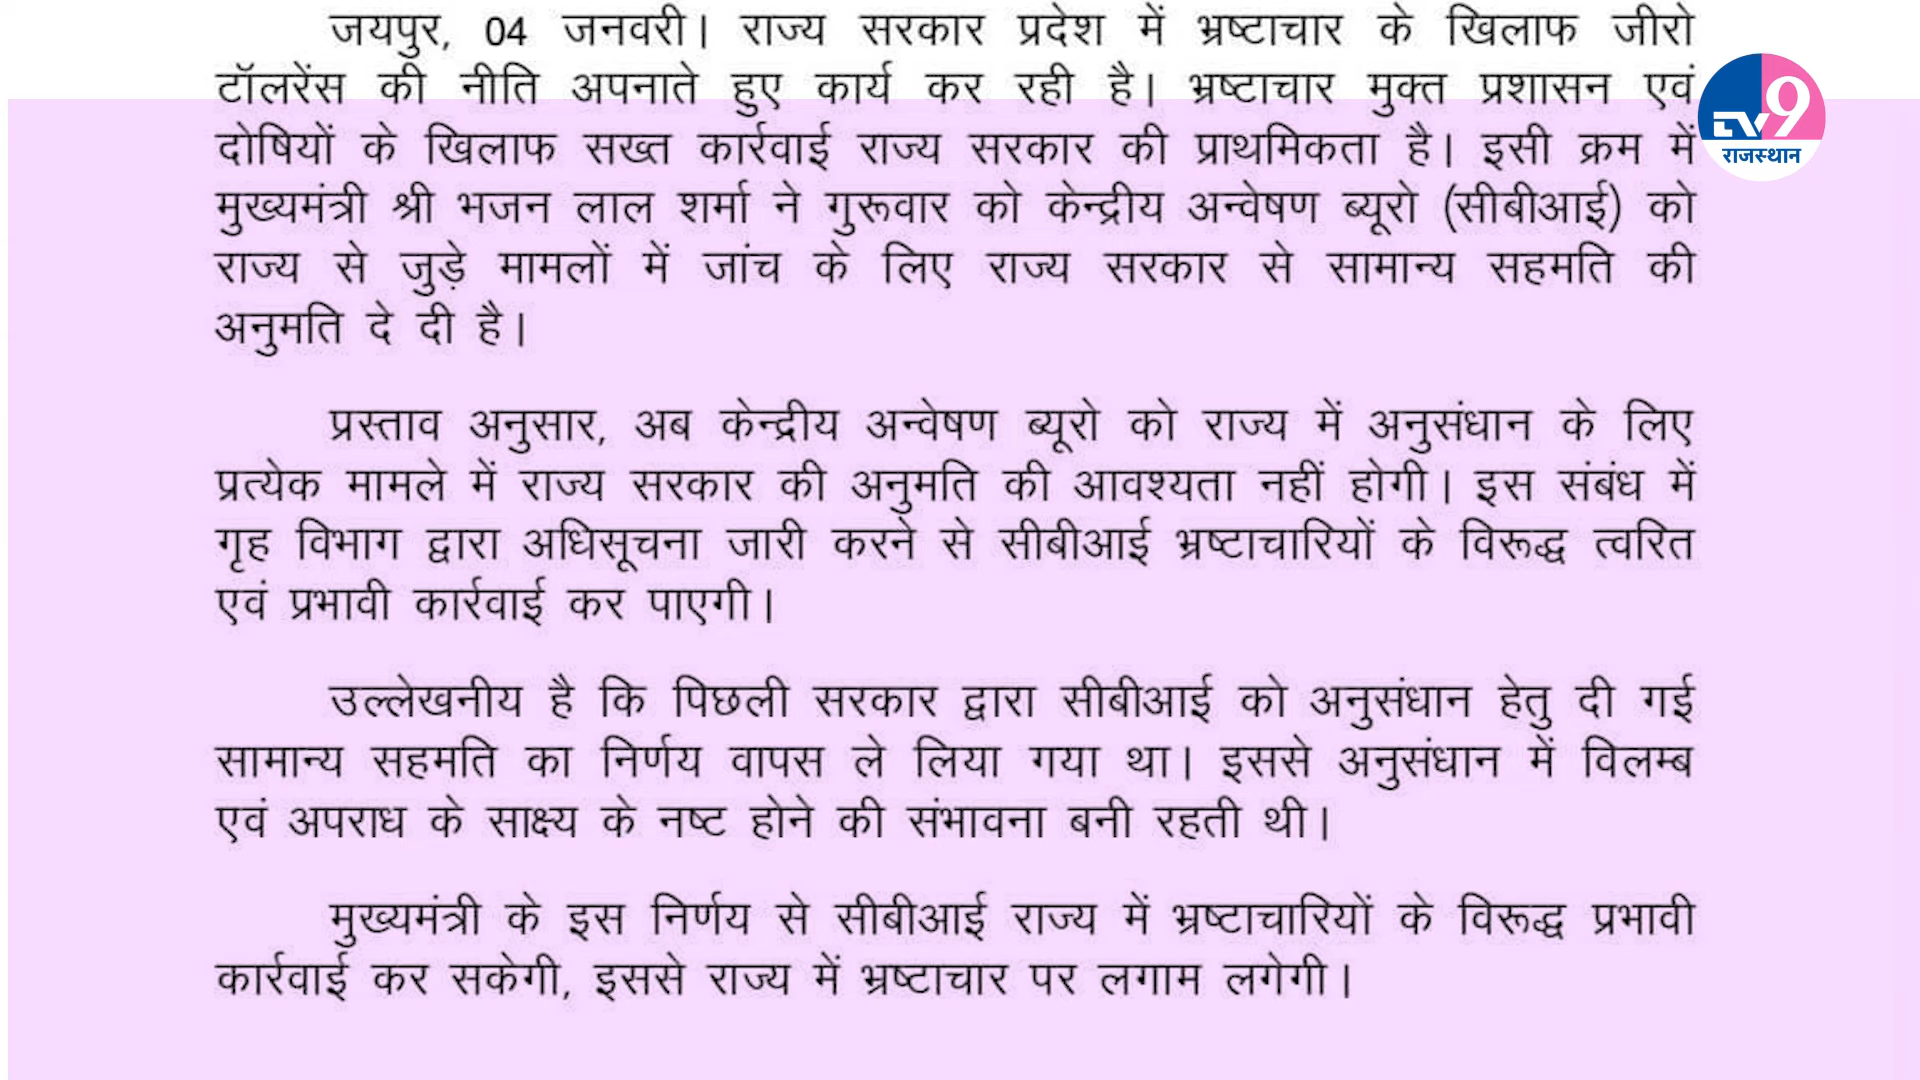 जयपुर, 04 जनवरी। राज्य सरकार प्रदेश में भ्रष्टाचार के खिलाफ जीरो
टॉलरेंस की नीति अपनाते हुए कार्य कर रही है। भ्रष्टाचार मुक्त प्रशासन एवं
दोषियों के खिलाफ सख्त कार्रवाई राज्य सरकार की प्राथमिकता है। इसी क्रम में
मुख्यमंत्री श्री भजन लाल शर्मा ने गुरूवार को केन्द्रीय अन्वेषण ब्यूरो (सीबीआई) को
राज्य से जुड़े मामलों में जांच के लिए राज्य सरकार से सामान्य सहमति की
अनुमति दे दी है।
प्रस्ताव अनुसार, अब केन्द्रीय अन्वेषण ब्यूरो को राज्य में अनुसंधान के लिए
प्रत्येक मामले में राज्य सरकार की अनुमति की आवश्यता नहीं होगी। इस संबंध में
गृह विभाग द्वारा अधिसूचना जारी करने से सीबीआई भ्रष्टाचारियों के विरूद्ध त्वरित
एवं प्रभावी कार्रवाई कर पाएगी।
उल्लेखनीय है कि पिछली सरकार द्वारा सीबीआई को अनुसंधान हेतु दी गई
सामान्य सहमति का निर्णय वापस ले लिया गया था। इससे अनुसंधान में विलम्ब
एवं अपराध के साक्ष्य के नष्ट होने की संभावना बनी रहती थी।
मुख्यमंत्री के इस निर्णय से सीबीआई राज्य में भ्रष्टाचारियों के विरूद्ध प्रभावी
कार्रवाई कर सकेगी, इससे राज्य में भ्रष्टाचार पर लगाम लगेगी।
TV9
राजस्थान